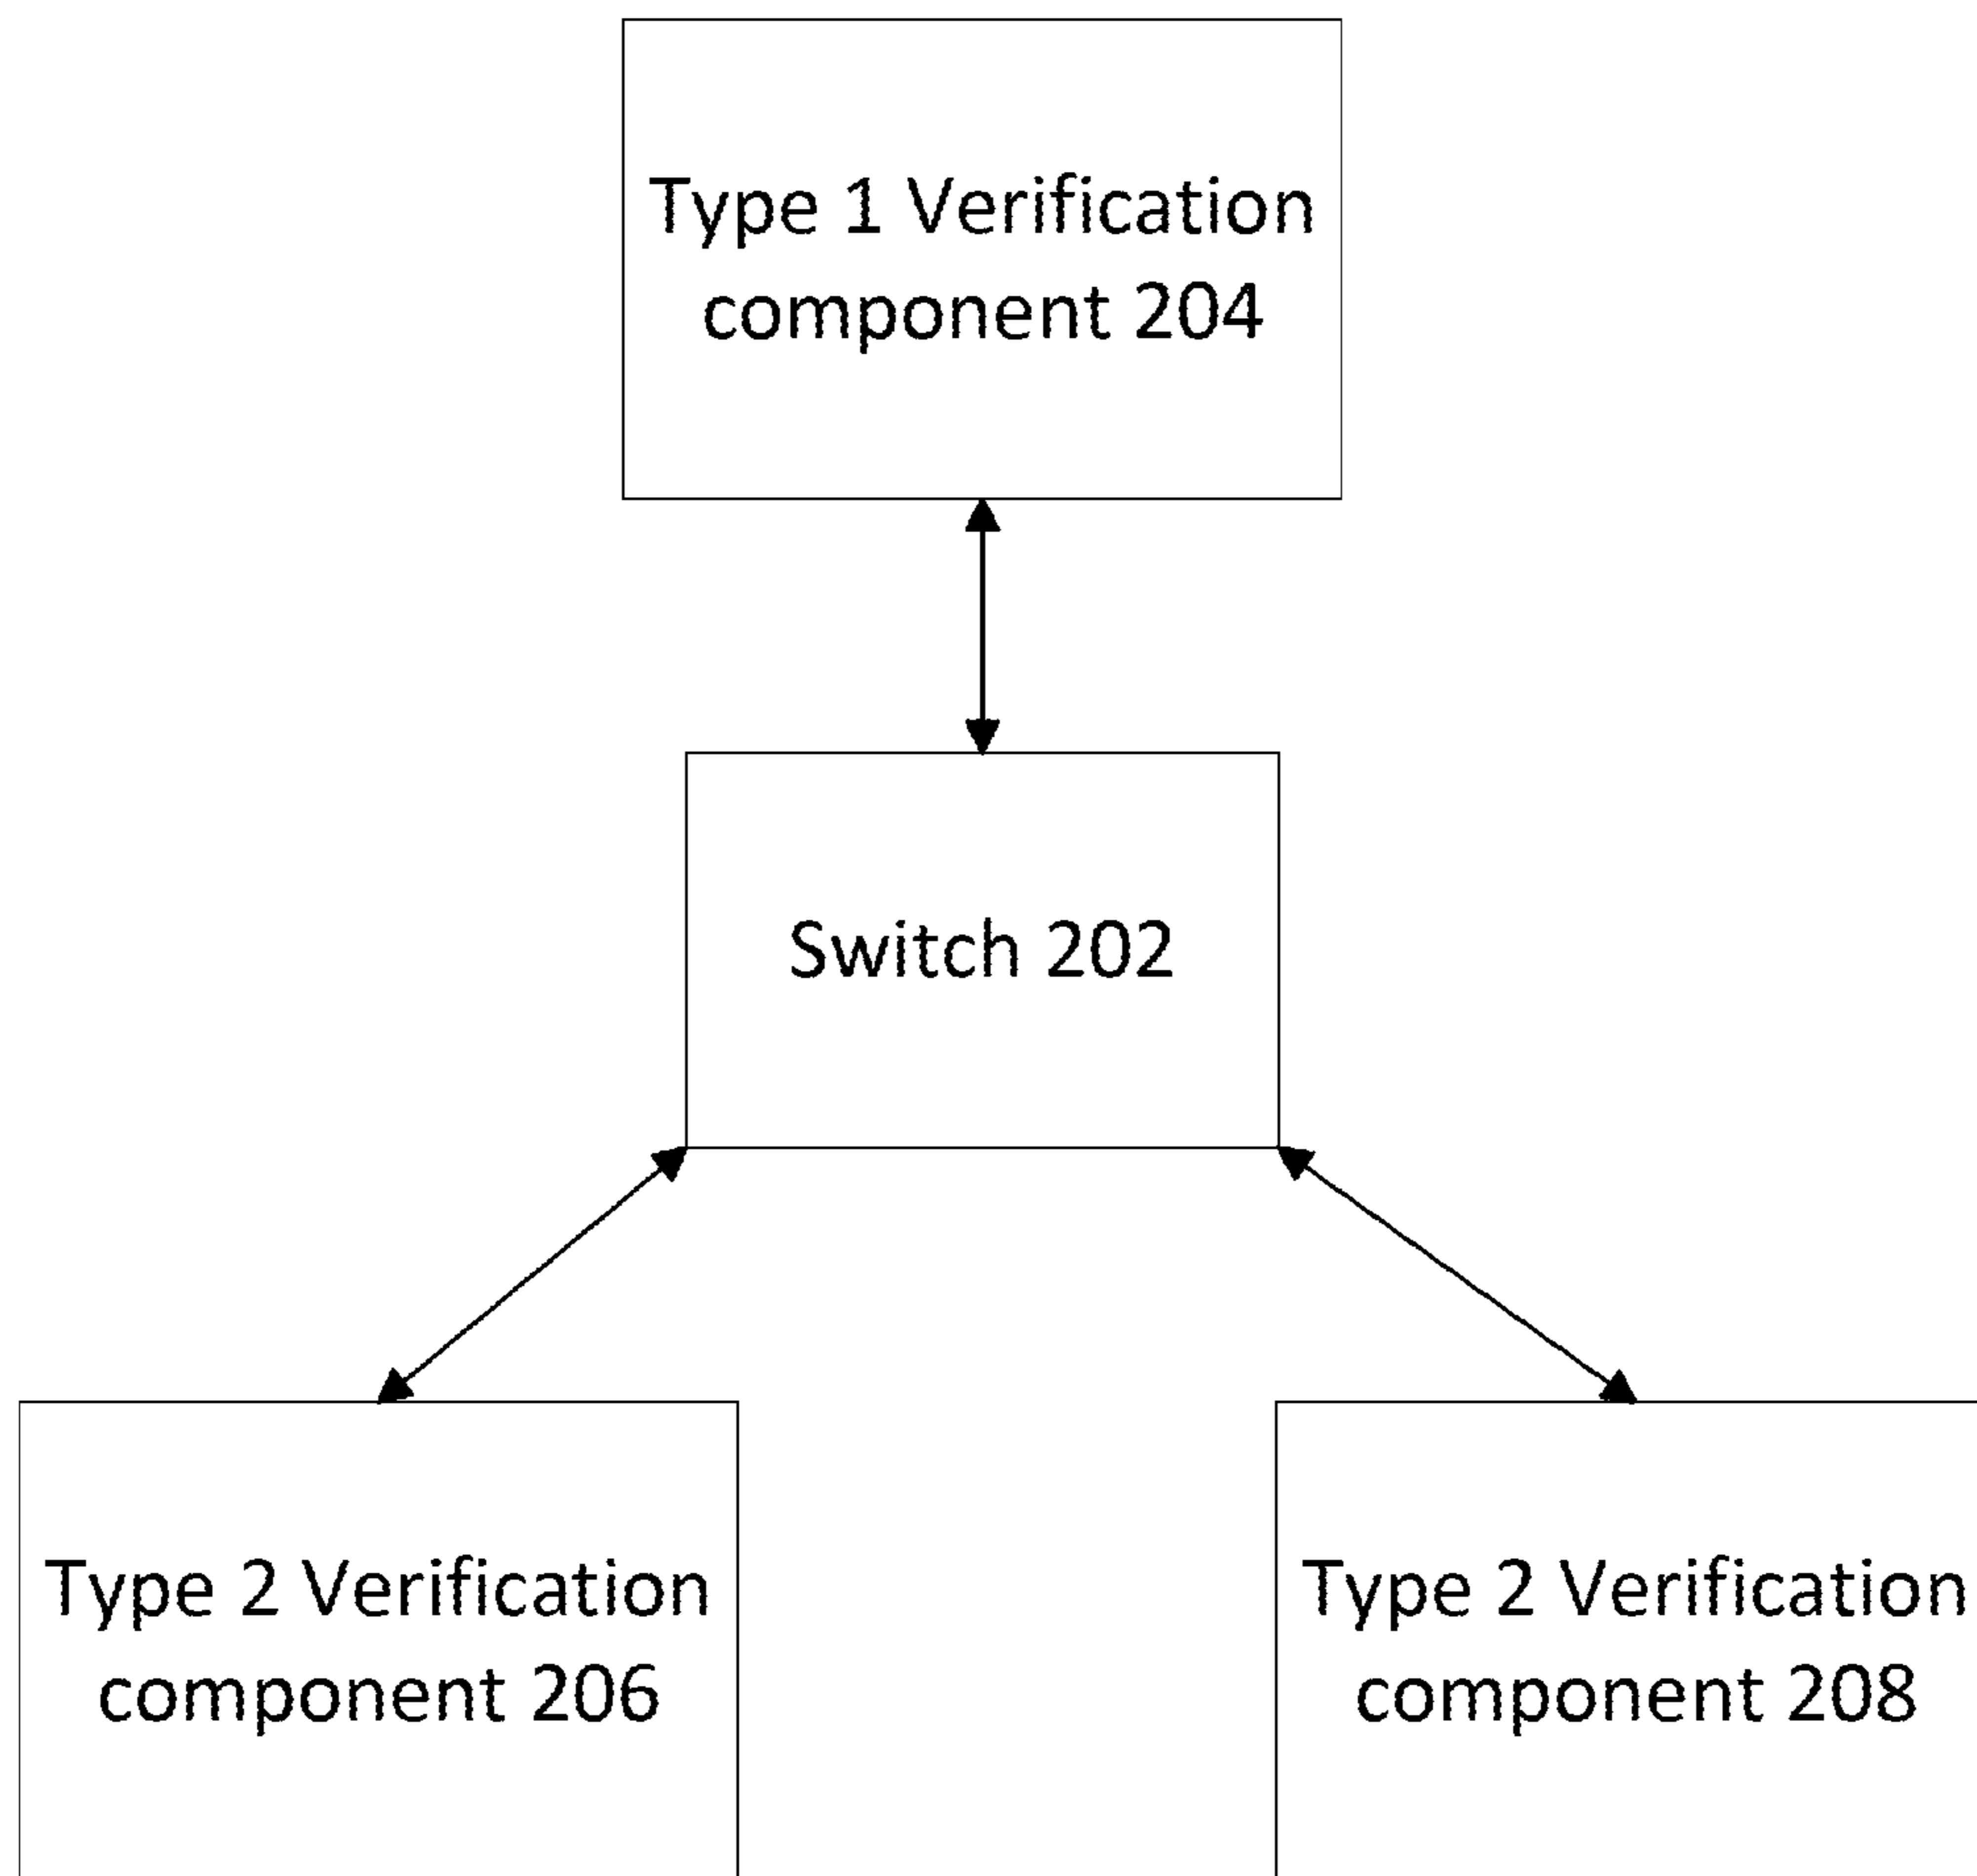 Type 1 Verification
component 204
Switch 202
Type 2 Verification
component 206
Type 2 Verification
component 208